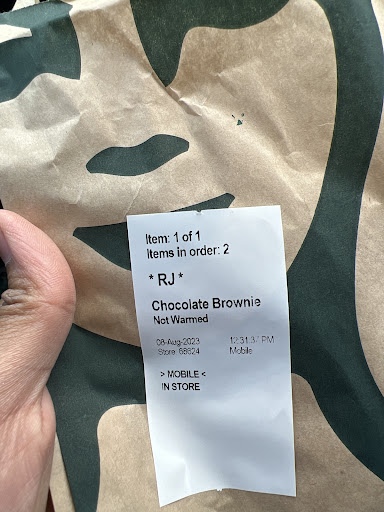 Item: 1 of 1
Items in order: 2
* RJ *
Chocolate Brownie
Not Warmed
08-Aug-2023 12:31:37 PM
Store: 68624 Mobile
> MOBILE <
IN STORE